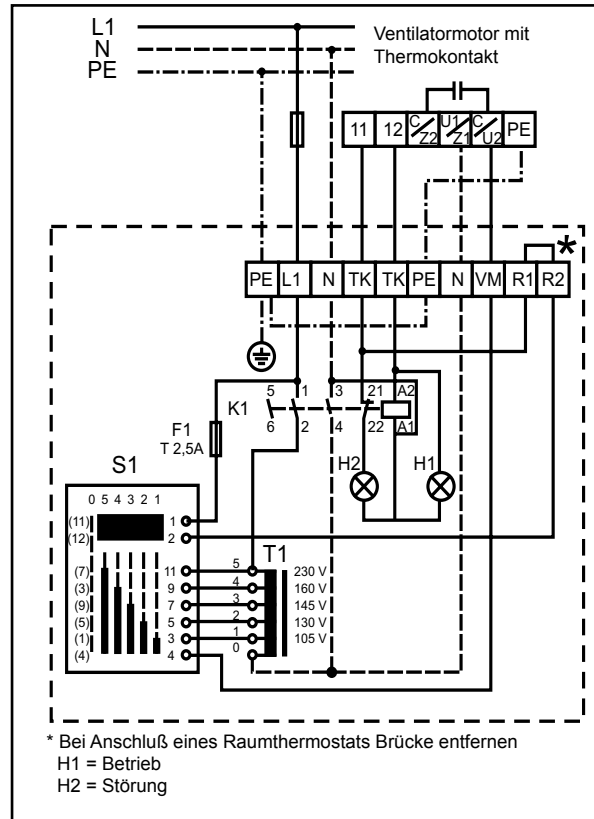 L1
N
PE
Ventilatormotor mit
Thermokontakt
11 12 C/Z2 U1/Z1 C/U2 PE
*
PE L1 N TK TK PE N VM R1 R2
5 1 3 21 A2
K1
6 2 4 22 A1
F1
T 2,5A
H2 H1
S1
0 5 4 3 2 1
(11) 1
(12) 2
T1
(7) 11 5 230 V
(3) 9 4 160 V
(9) 7 3 145 V
(5) 5 2 130 V
(1) 3 1 105 V
(4) 4 0
* Bei Anschluß eines Raumthermostats Brücke entfernen
H1 = Betrieb
H2 = Störung